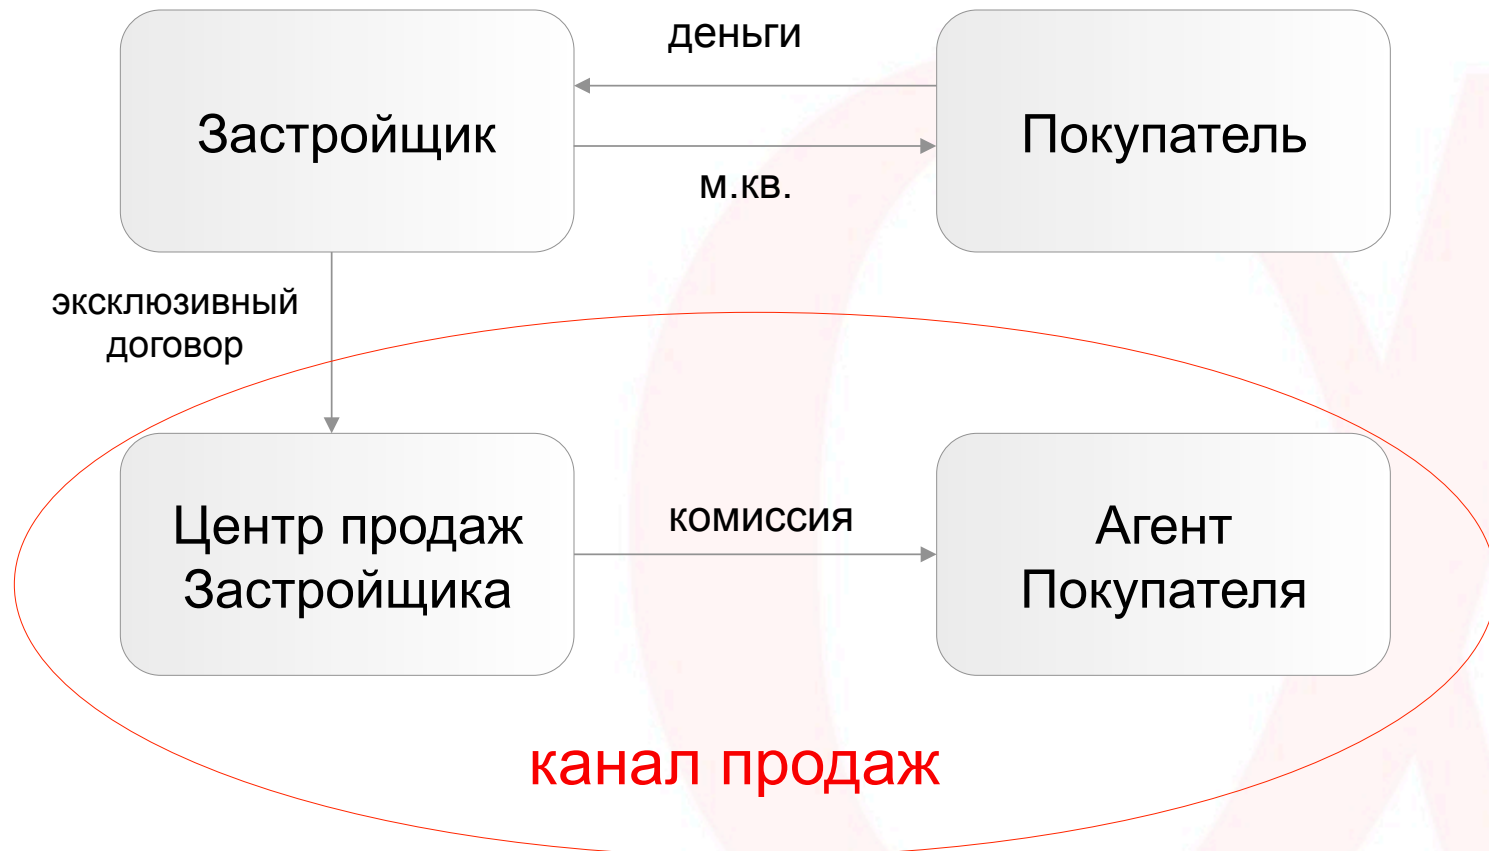 деньги
Застройщик
Покупатель
м.кв.
эксклюзивный
договор
Центр продаж
Застройщика
комиссия
Агент
Покупателя
канал продаж